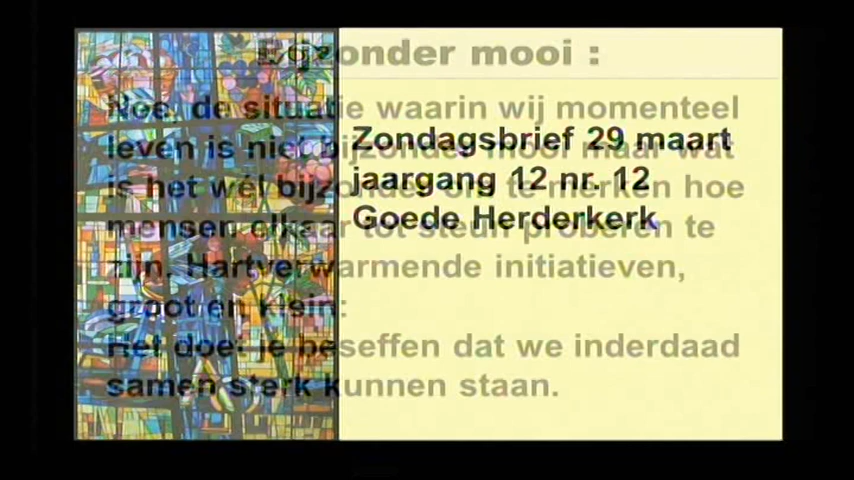 Bijzonder mooi :
Nee, de situatie waarin wij momenteel
leven is niet bijzonder mooi maar wat
is het wél bijzonder om te merken hoe
mensen elkaar tot steun proberen te
zijn. Hartverwarmende initiatieven,
groot en klein:
Het doet je beseffen dat we inderdaad
samen sterk kunnen staan.
Zondagsbrief 29 maart
jaargang 12 nr. 12
Goede Herderkerk